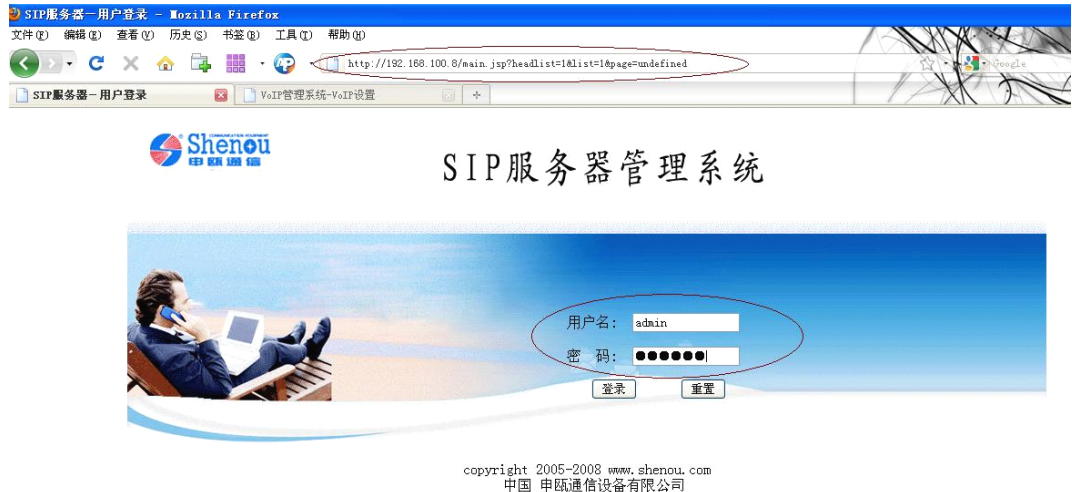 SIP服务器－用户登录 - Mozilla Firefox
文件(F) 编辑(E) 查看(V) 历史(S) 书签(B) 工具(T) 帮助(H)
http://192.168.100.8/main.jsp?headlist=1&list=1&page=undefined
Google
SIP服务器－用户登录 VoIP管理系统-VoIP设置
Shenou
申瓯通信
SIP服务器管理系统
用户名： admin
密 码： ●●●●●●
登录 重置
copyright 2005-2008 www.shenou.com
中国 申瓯通信设备有限公司